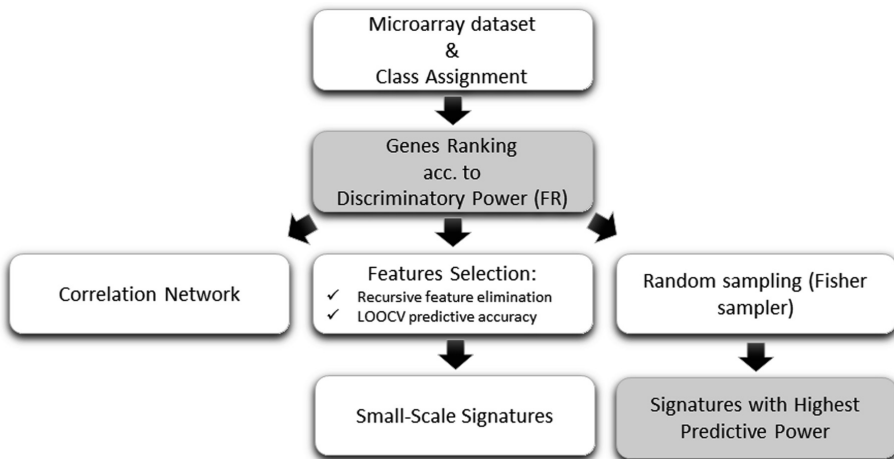 Microarray dataset
&
Class Assignment
Genes Ranking
acc. to
Discriminatory Power (FR)
Correlation Network
Features Selection:
✓ Recursive feature elimination
✓ LOOCV predictive accuracy
Random sampling (Fisher
sampler)
Small-Scale Signatures
Signatures with Highest
Predictive Power